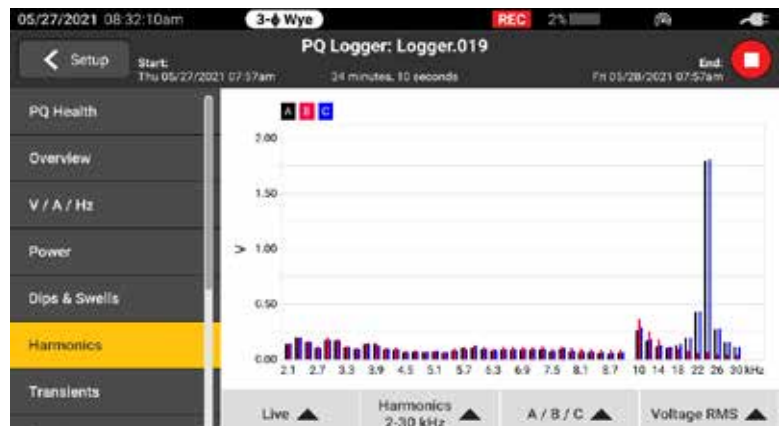 05/27/2021 08:32:10am 3-ϕ Wye REC 2%
Setup
PQ Logger: Logger.019
Start:
Thu 05/27/2021 07:57am
24 minutes, 10 seconds
End:
Fri 05/28/2021 07:57am
PQ Health
Overview
V / A / Hz
Power
Dips & Swells
Harmonics
Transients
A B C
2.00
1.50
1.00
0.50
0.00
V
2.1 2.7 3.3 3.9 4.5 5.1 5.7 6.3 6.9 7.5 8.1 8.7 10 14 18 22 26 30 kHz
Live
Harmonics
2-30 kHz
A / B / C
Voltage RMS